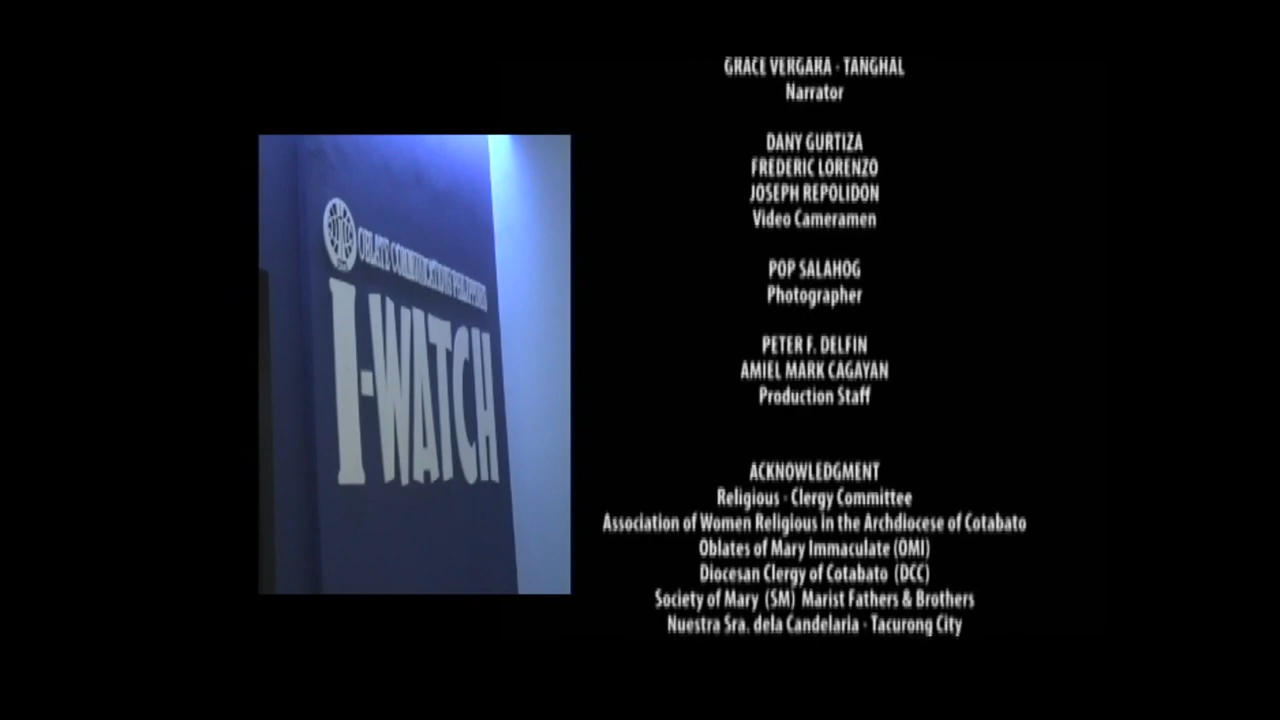 OBLATE COMMUNICATIONS PHILIPPINES
I-WATCH
GRACE VERGARA - TANGHAL
Narrator
DANY GURTIZA
FREDERIC LORENZO
JOSEPH REPOLIDON
Video Cameramen
POP SALAHOG
Photographer
PETER F. DELFIN
AMIEL MARK CAGAYAN
Production Staff
ACKNOWLEDGMENT
Religious - Clergy Committee
Association of Women Religious in the Archdiocese of Cotabato
Oblates of Mary Immaculate (OMI)
Diocesan Clergy of Cotabato (DCC)
Society of Mary (SM) Marist Fathers & Brothers
Nuestra Sra. dela Candelaria - Tacurong City